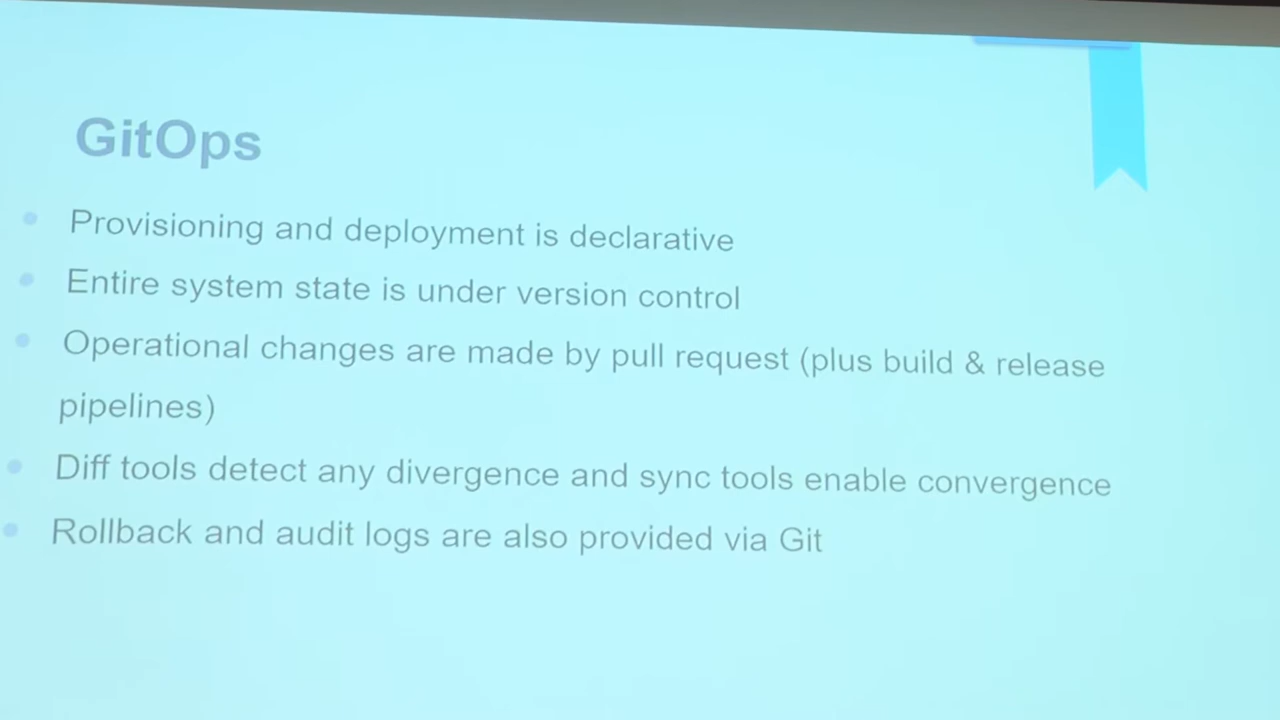 GitOps
Provisioning and deployment is declarative
Entire system state is under version control
Operational changes are made by pull request (plus build & release
pipelines)
Diff tools detect any divergence and sync tools enable convergence
Rollback and audit logs are also provided via Git